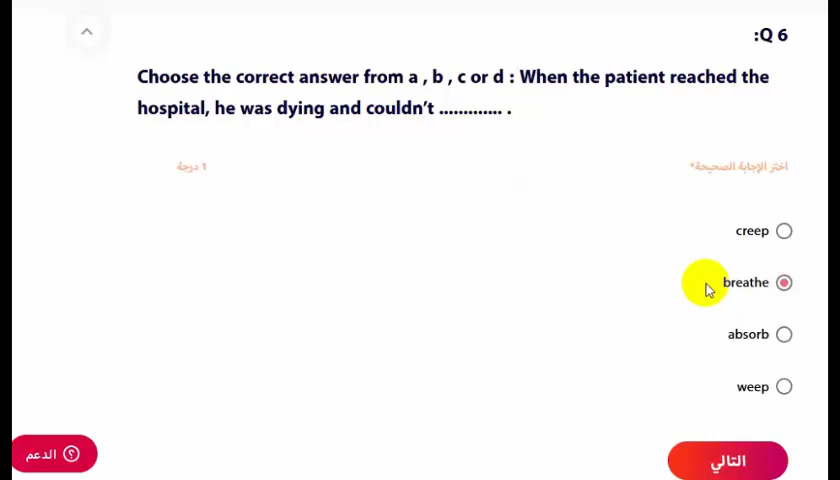 :Q 6
Choose the correct answer from a , b , c or d : When the patient reached the
hospital, he was dying and couldn't ............. .
اختر الإجابة الصحيحة*
1 درجة
creep
breathe
absorb
weep
التالي
الدعم